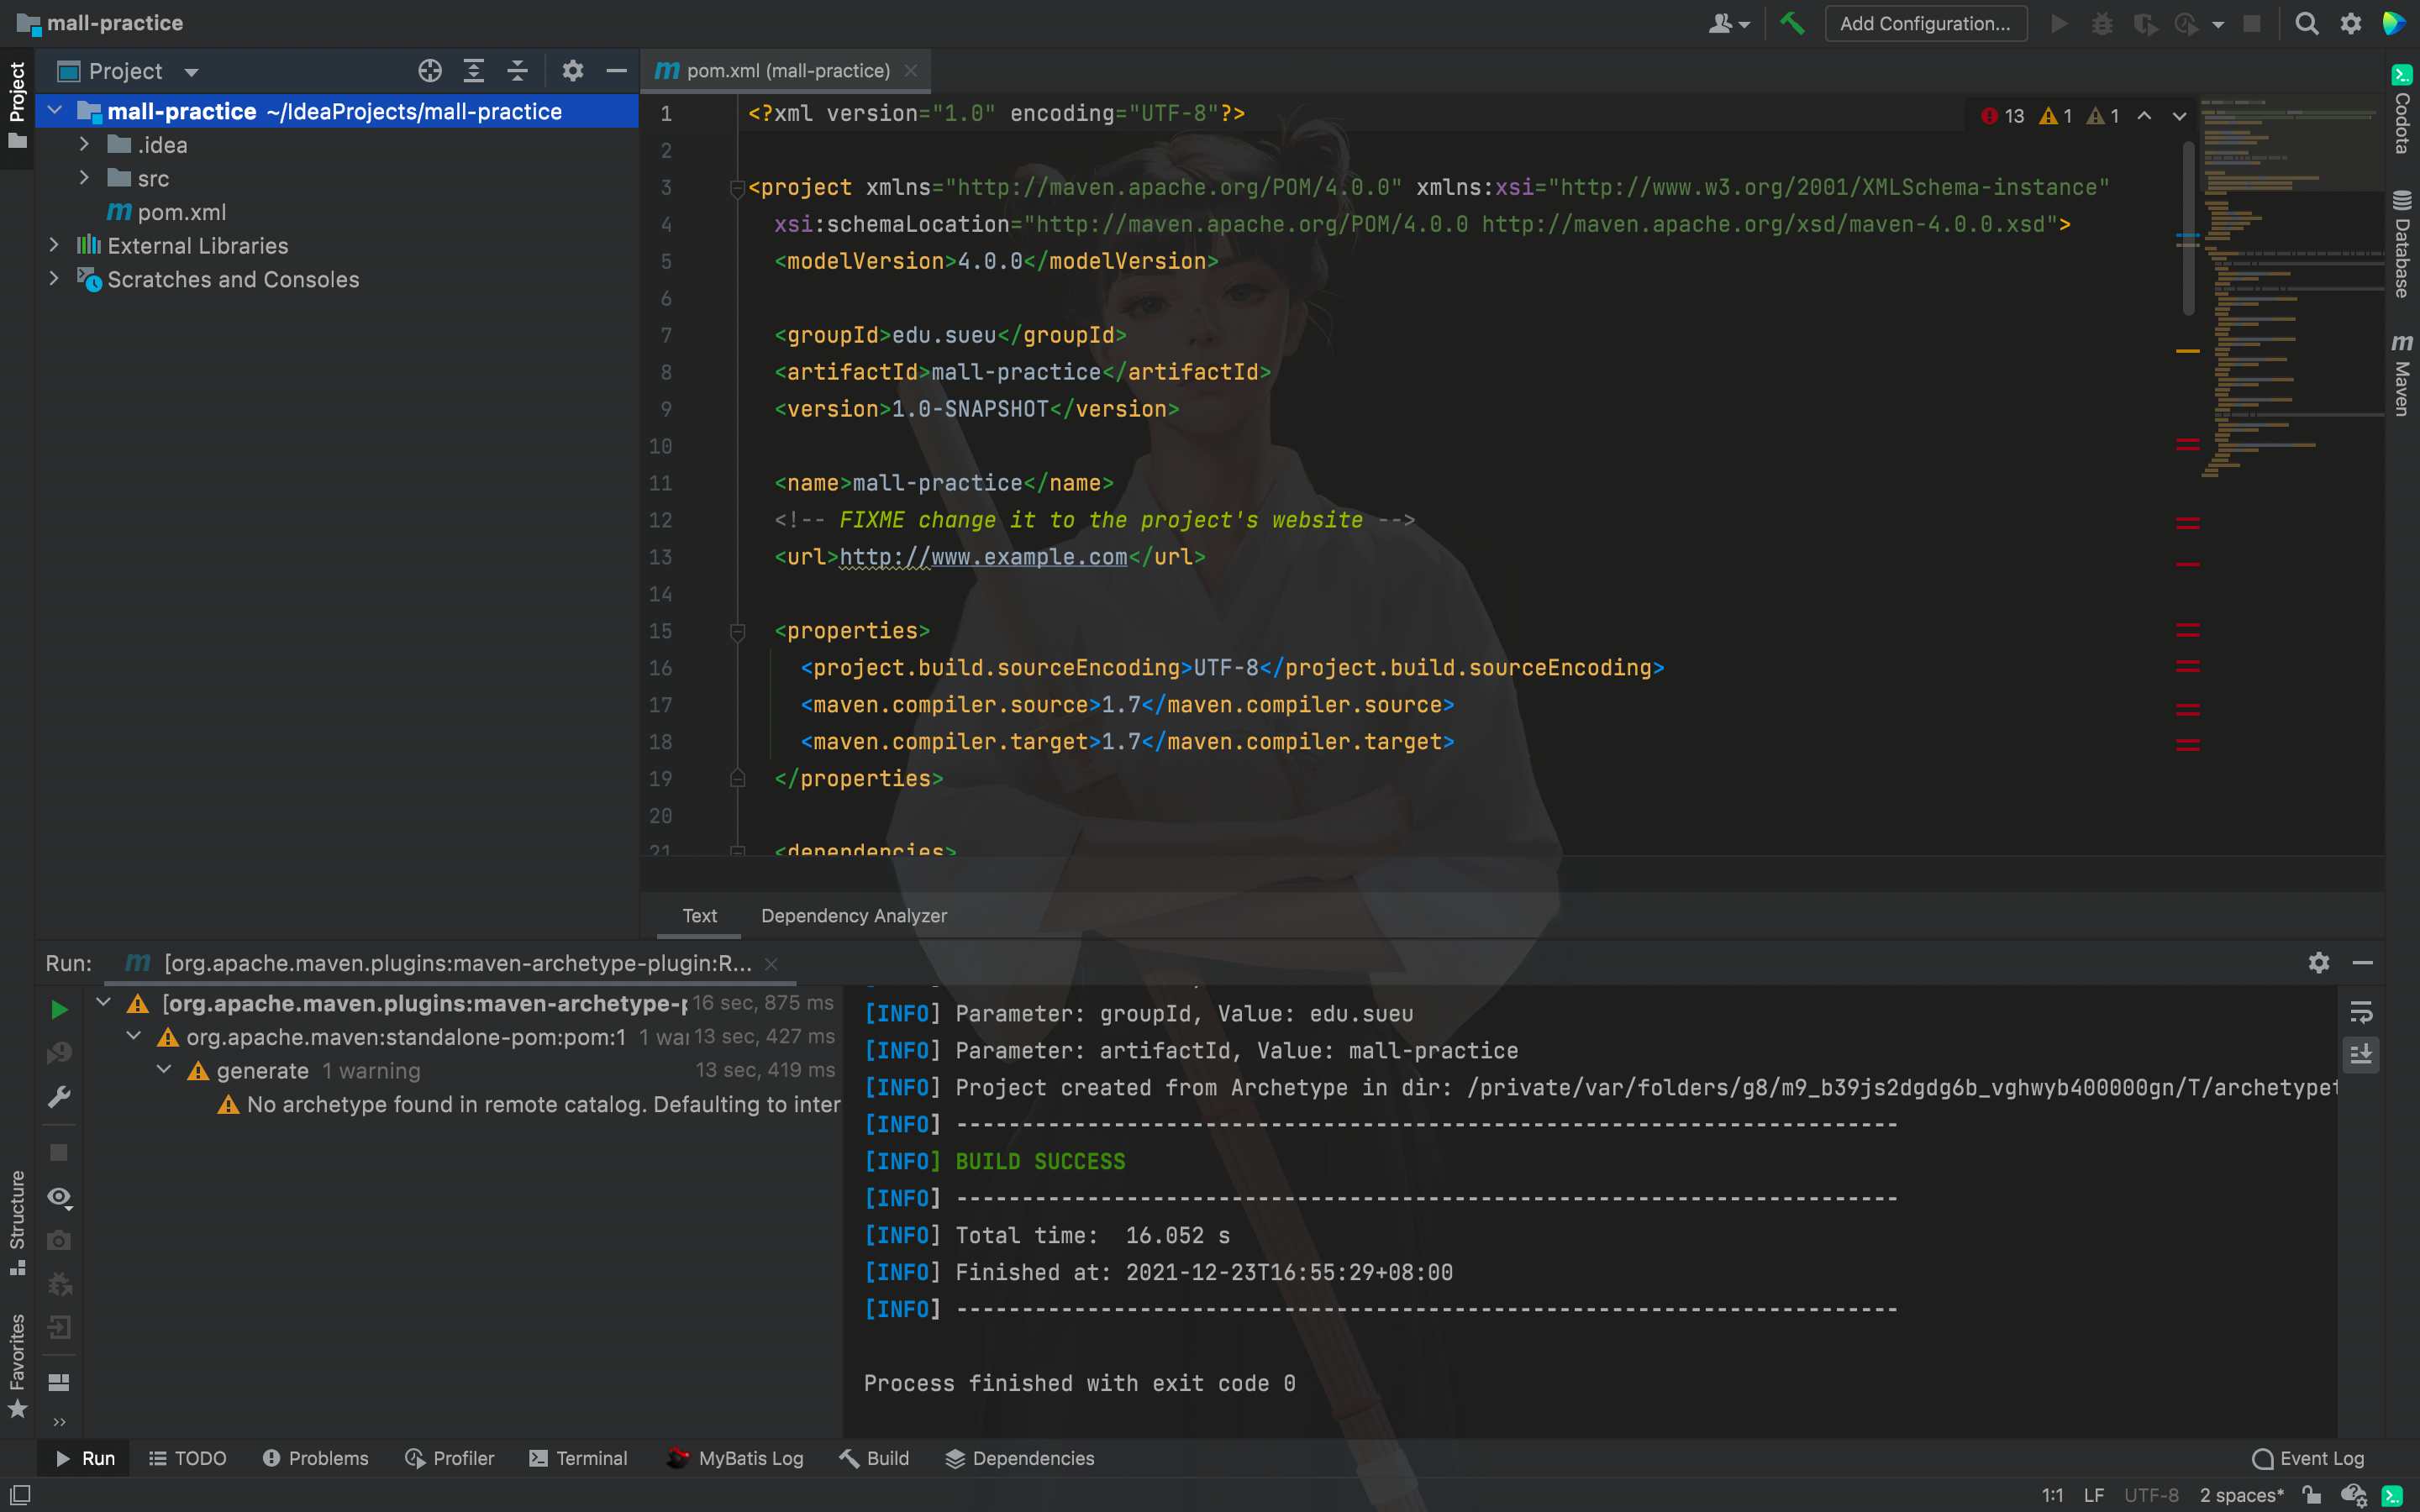 mall-practice
Add Configuration...
Project
Project
mall-practice ~/IdeaProjects/mall-practice
.idea
src
pom.xml
External Libraries
Scratches and Consoles
pom.xml (mall-practice)
13 1 1
1 <?xml version="1.0" encoding="UTF-8"?>
2
3 <project xmlns="http://maven.apache.org/POM/4.0.0" xmlns:xsi="http://www.w3.org/2001/XMLSchema-instance"
4 xsi:schemaLocation="http://maven.apache.org/POM/4.0.0 http://maven.apache.org/xsd/maven-4.0.0.xsd">
5 <modelVersion>4.0.0</modelVersion>
6
7 <groupId>edu.sueu</groupId>
8 <artifactId>mall-practice</artifactId>
9 <version>1.0-SNAPSHOT</version>
10
11 <name>mall-practice</name>
12 <!-- FIXME change it to the project's website -->
13 <url>http://www.example.com</url>
14
15 <properties>
16 <project.build.sourceEncoding>UTF-8</project.build.sourceEncoding>
17 <maven.compiler.source>1.7</maven.compiler.source>
18 <maven.compiler.target>1.7</maven.compiler.target>
19 </properties>
20
21 <dependencies>
Text
Dependency Analyzer
Codota
Database
Maven
Run:
[org.apache.maven.plugins:maven-archetype-plugin:R...
[org.apache.maven.plugins:maven-archetype-p 16 sec, 875 ms
org.apache.maven:standalone-pom:pom:1 1 war 13 sec, 427 ms
generate 1 warning 13 sec, 419 ms
No archetype found in remote catalog. Defaulting to inter
[INFO] Parameter: groupId, Value: edu.sueu
[INFO] Parameter: artifactId, Value: mall-practice
[INFO] Project created from Archetype in dir: /private/var/folders/g8/m9_b39js2dgdg6b_vghwyb400000gn/T/archetypet
[INFO] ------------------------------------------------------------------------
[INFO] BUILD SUCCESS
[INFO] ------------------------------------------------------------------------
[INFO] Total time:  16.052 s
[INFO] Finished at: 2021-12-23T16:55:29+08:00
[INFO] ------------------------------------------------------------------------
Process finished with exit code 0
Structure
Favorites
Run
TODO
Problems
Profiler
Terminal
MyBatis Log
Build
Dependencies
Event Log
1:1 LF UTF-8 2 spaces*